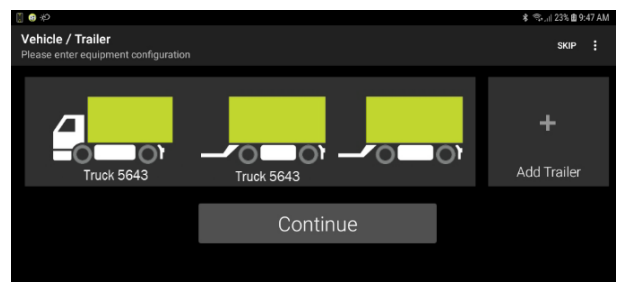 23% 9:47 AM
Vehicle / Trailer
Please enter equipment configuration
SKIP
Truck 5643
Truck 5643
+
Add Trailer
Continue